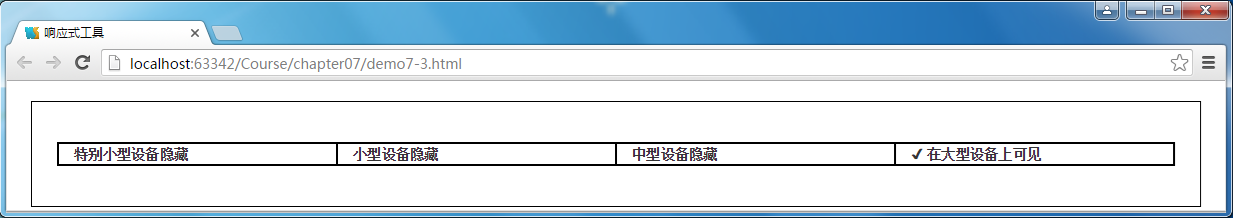 响应式工具
localhost:63342/Course/chapter07/demo7-3.html
特别小型设备隐藏 小型设备隐藏 中型设备隐藏 ✔ 在大型设备上可见